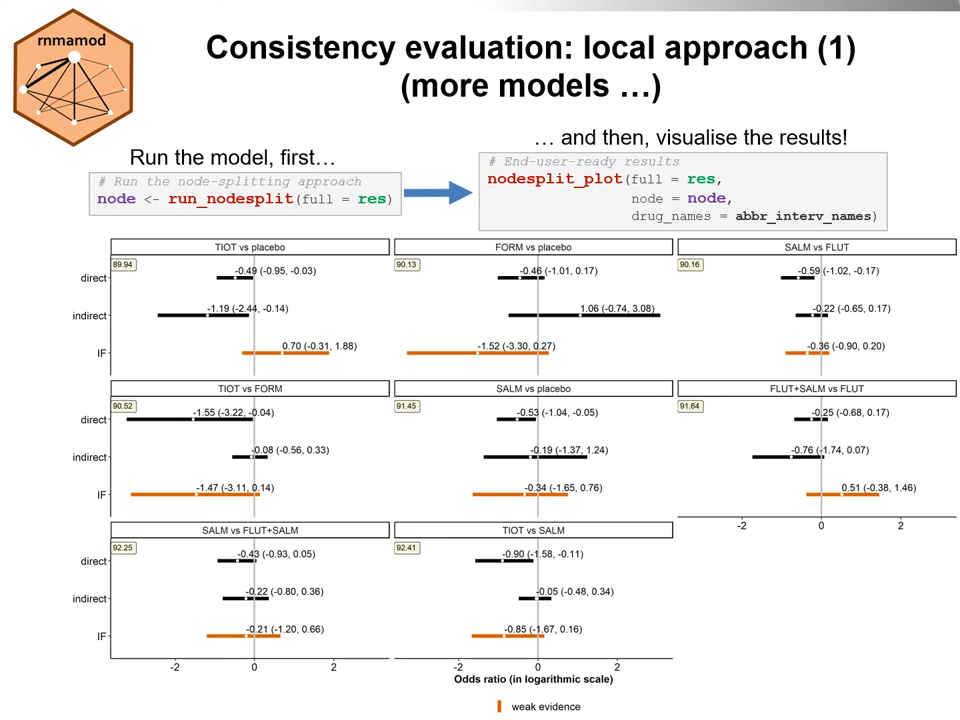 rnmamod
Consistency evaluation: local approach (1)
(more models …)
Run the model, first…
# Run the node-splitting approach
node <- run_nodesplit(full = res)
… and then, visualise the results!
# End-user-ready results
nodesplit_plot(full = res,
node = node,
drug_names = abbr_interv_names)
TIOT vs placebo
89.94
direct
-0.49 (-0.95, -0.03)
indirect
-1.19 (-2.44, -0.14)
IF
0.70 (-0.31, 1.88)
FORM vs placebo
90.13
-0.46 (-1.01, 0.17)
1.06 (-0.74, 3.08)
-1.52 (-3.30, 0.27)
SALM vs FLUT
90.16
-0.59 (-1.02, -0.17)
-0.22 (-0.65, 0.17)
-0.36 (-0.90, 0.20)
TIOT vs FORM
90.52
direct
-1.55 (-3.22, -0.04)
indirect
-0.08 (-0.56, 0.33)
IF
-1.47 (-3.11, 0.14)
SALM vs placebo
91.45
-0.53 (-1.04, -0.05)
-0.19 (-1.37, 1.24)
-0.34 (-1.65, 0.76)
FLUT+SALM vs FLUT
91.64
-0.25 (-0.68, 0.17)
-0.76 (-1.74, 0.07)
0.51 (-0.38, 1.46)
-2 0 2
SALM vs FLUT+SALM
92.25
direct
-0.43 (-0.93, 0.05)
indirect
-0.22 (-0.80, 0.36)
IF
-0.21 (-1.20, 0.66)
-2 0 2
TIOT vs SALM
92.41
-0.90 (-1.58, -0.11)
-0.05 (-0.48, 0.34)
-0.85 (-1.67, 0.16)
-2 0 2
Odds ratio (in logarithmic scale)
weak evidence